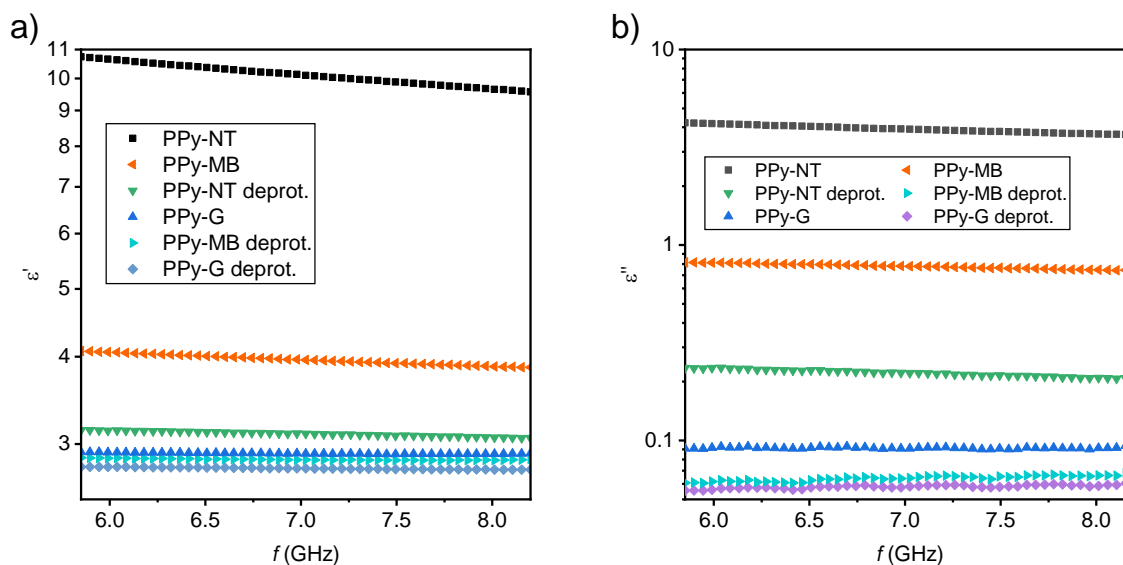 a)
11
10
9
8
7
6
5
4
3
ε'
PPy-NT
PPy-MB
PPy-NT deprot.
PPy-G
PPy-MB deprot.
PPy-G deprot.
6.0 6.5 7.0 7.5 8.0
f (GHz)
b)
10
1
0.1
ε''
PPy-NT PPy-MB
PPy-NT deprot. PPy-MB deprot.
PPy-G PPy-G deprot.
6.0 6.5 7.0 7.5 8.0
f (GHz)